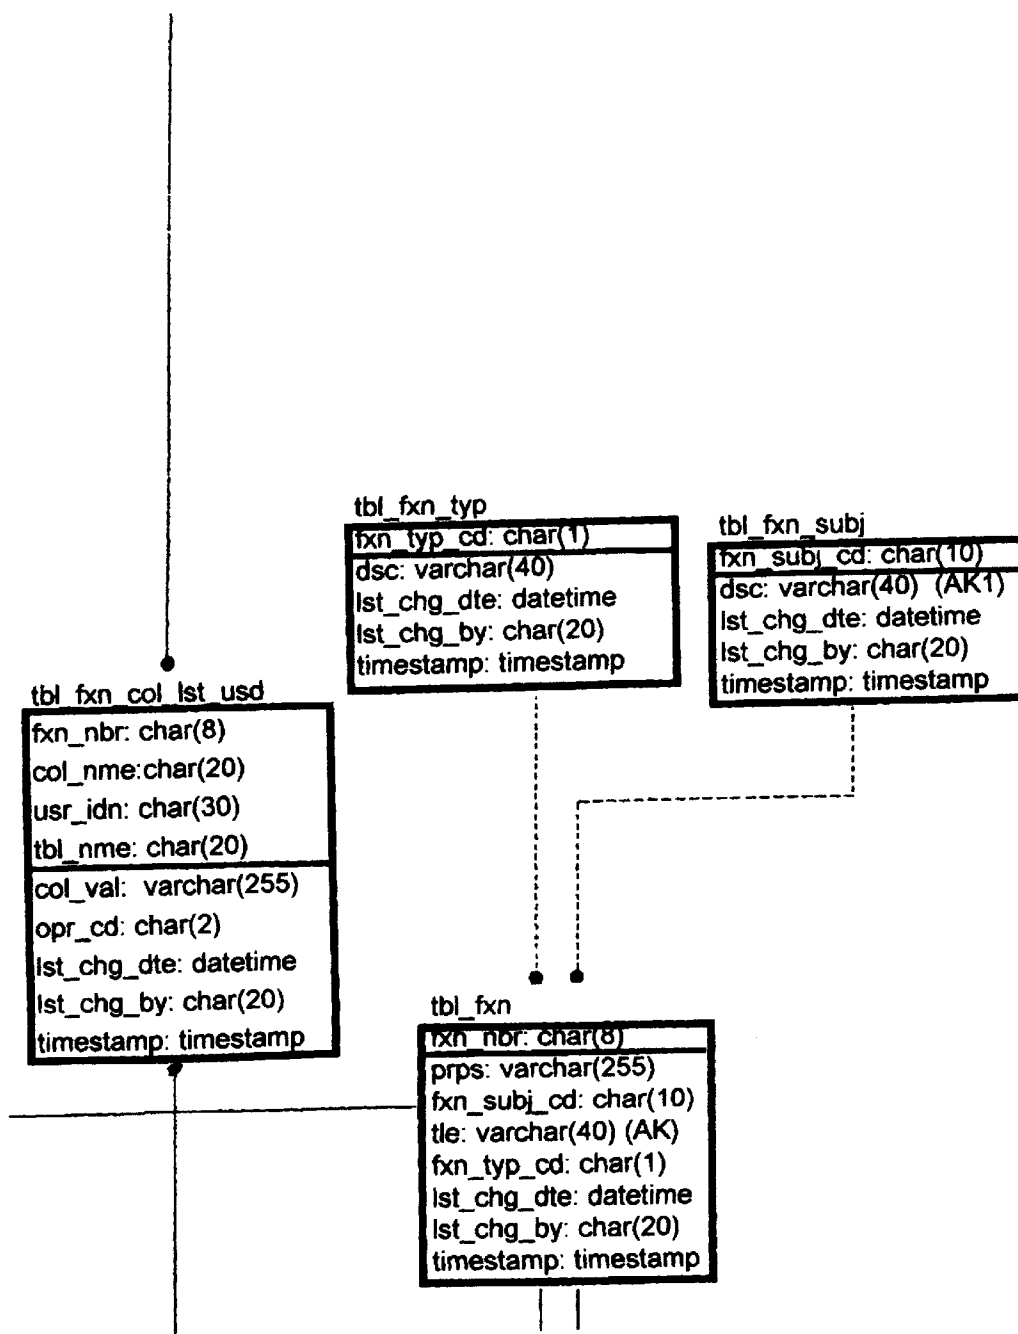 tbl_fxn_typ
fxn_typ_cd: char(1)
dsc: varchar(40)
lst_chg_dte: datetime
lst_chg_by: char(20)
timestamp: timestamp
tbl_fxn_subj
fxn_subj_cd: char(10)
dsc: varchar(40) (AK1)
lst_chg_dte: datetime
lst_chg_by: char(20)
timestamp: timestamp
tbl_fxn_col_lst_usd
fxn_nbr: char(8)
col_nme:char(20)
usr_idn: char(30)
tbl_nme: char(20)
col_val: varchar(255)
opr_cd: char(2)
lst_chg_dte: datetime
lst_chg_by: char(20)
timestamp: timestamp
tbl_fxn
fxn_nbr: char(8)
prps: varchar(255)
fxn_subj_cd: char(10)
tle: varchar(40) (AK)
fxn_typ_cd: char(1)
lst_chg_dte: datetime
lst_chg_by: char(20)
timestamp: timestamp